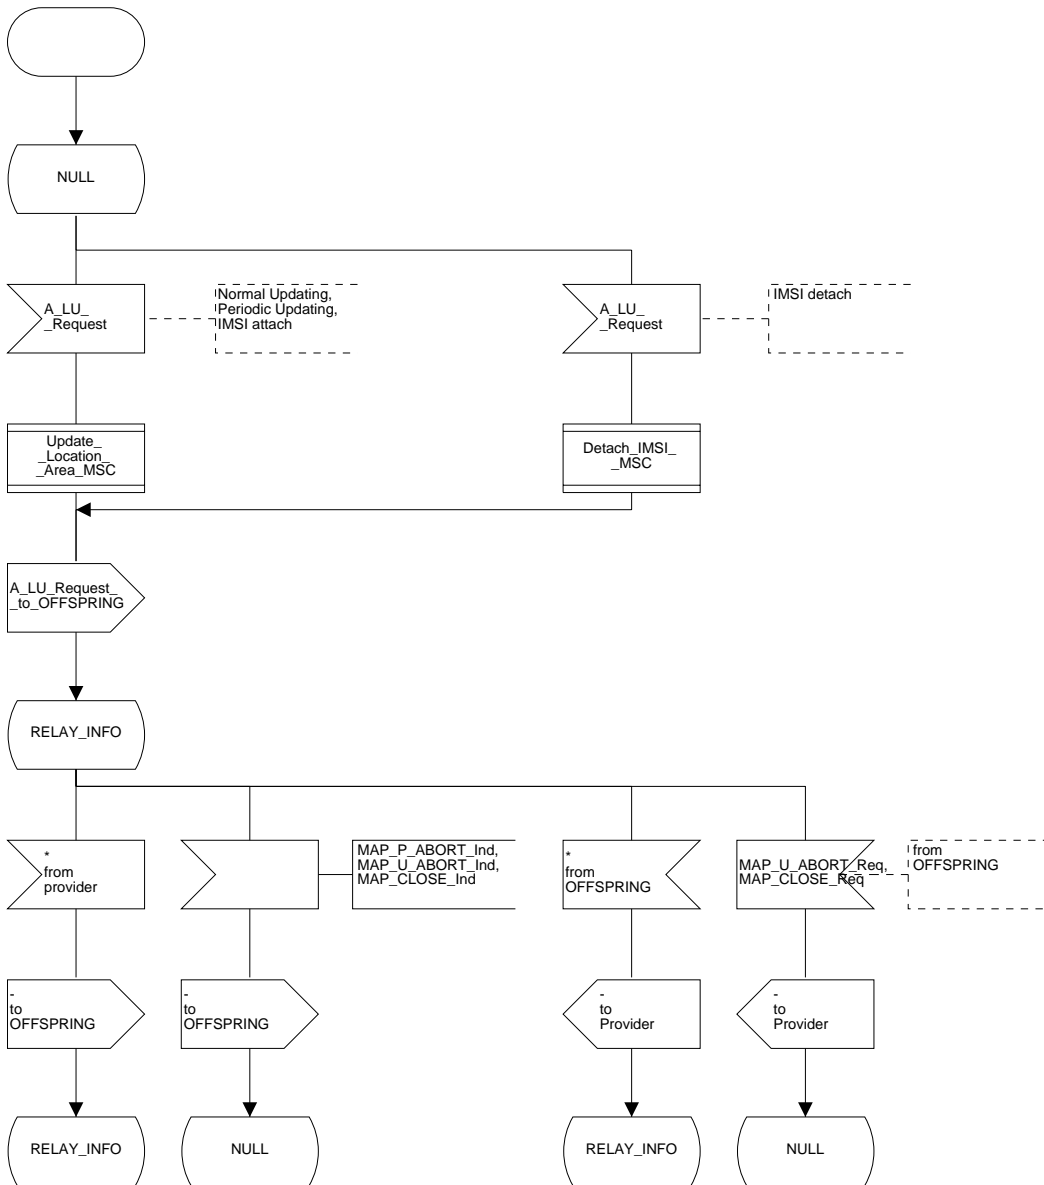 NULL
A_LU_
_Request
Normal Updating,
Periodic Updating,
IMSI attach
A_LU_
_Request
IMSI detach
Update_
_Location_
_Area_MSC
Detach_IMSI_
_MSC
A_LU_Request_
_to_OFFSPRING
RELAY_INFO
*
from
provider
MAP_P_ABORT_Ind,
MAP_U_ABORT_Ind,
MAP_CLOSE_Ind
*
from
OFFSPRING
MAP_U_ABORT_Req,
MAP_CLOSE_Req
from
OFFSPRING
-
to
OFFSPRING
-
to
OFFSPRING
-
to
Provider
-
to
Provider
RELAY_INFO
NULL
RELAY_INFO
NULL